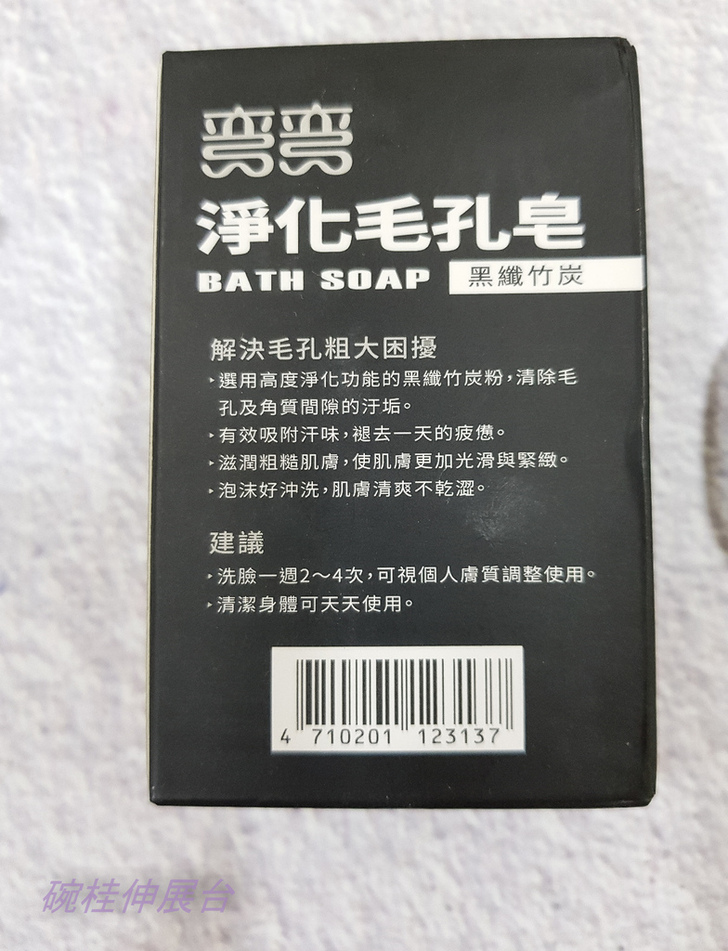 彎彎
淨化毛孔皂
BATH SOAP 黑纖竹炭
解決毛孔粗大困擾
‣選用高度淨化功能的黑纖竹炭粉，清除毛
孔及角質間隙的汙垢。
‣有效吸附汗味，褪去一天的疲憊。
‣滋潤粗糙肌膚，使肌膚更加光滑與緊緻。
‣泡沫好沖洗，肌膚清爽不乾澀。
建議
‣洗臉一週2～4次，可視個人膚質調整使用。
‣清潔身體可天天使用。
4 710201 123137
碗桂伸展台